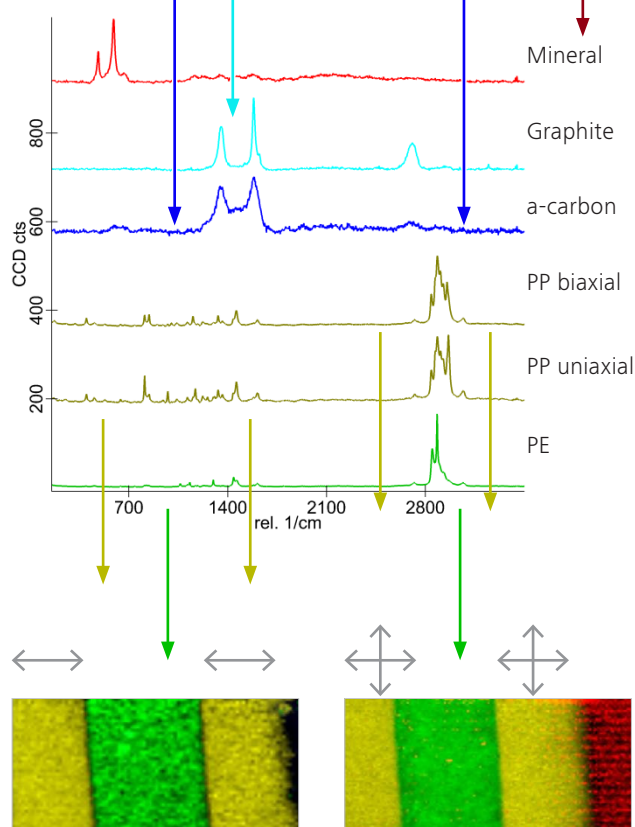 Mineral
Graphite
a-carbon
PP biaxial
PP uniaxial
PE
CCD cts
800
600
400
200
700 1400 2100 2800
rel. 1/cm